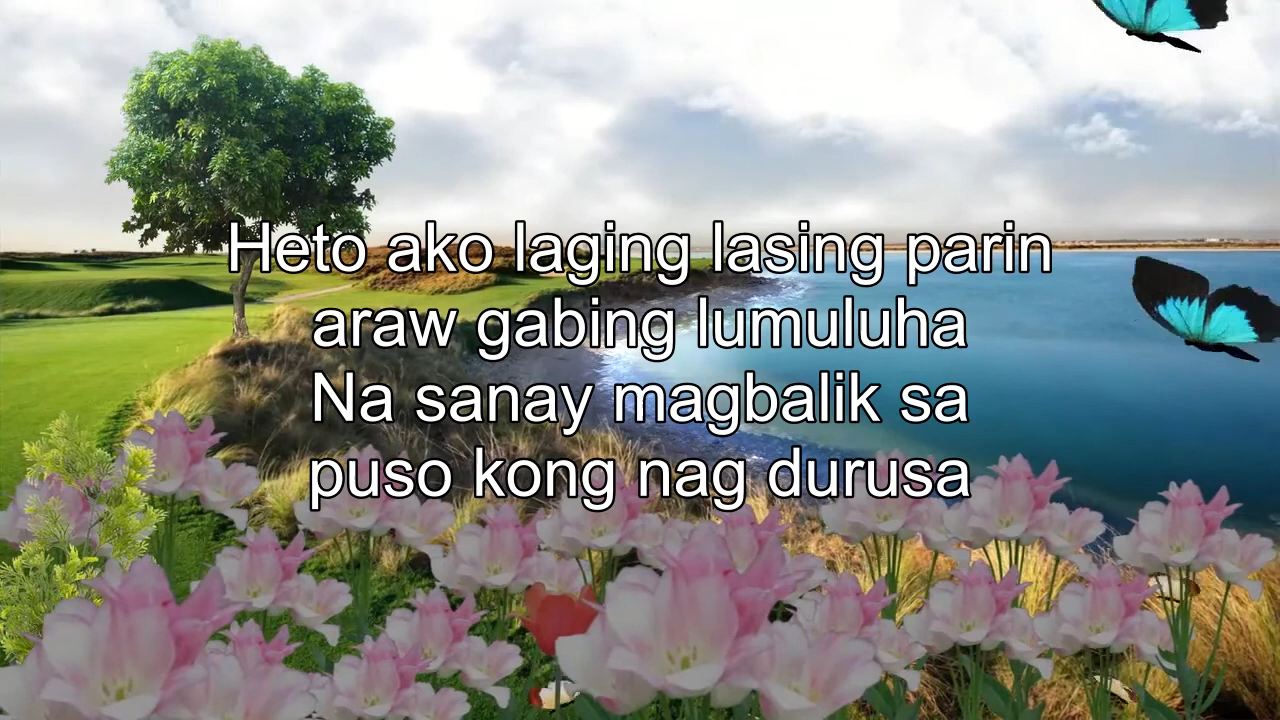 Heto ako laging lasing parin
araw gabing lumuluha
Na sanay magbalik sa
puso kong nag durusa